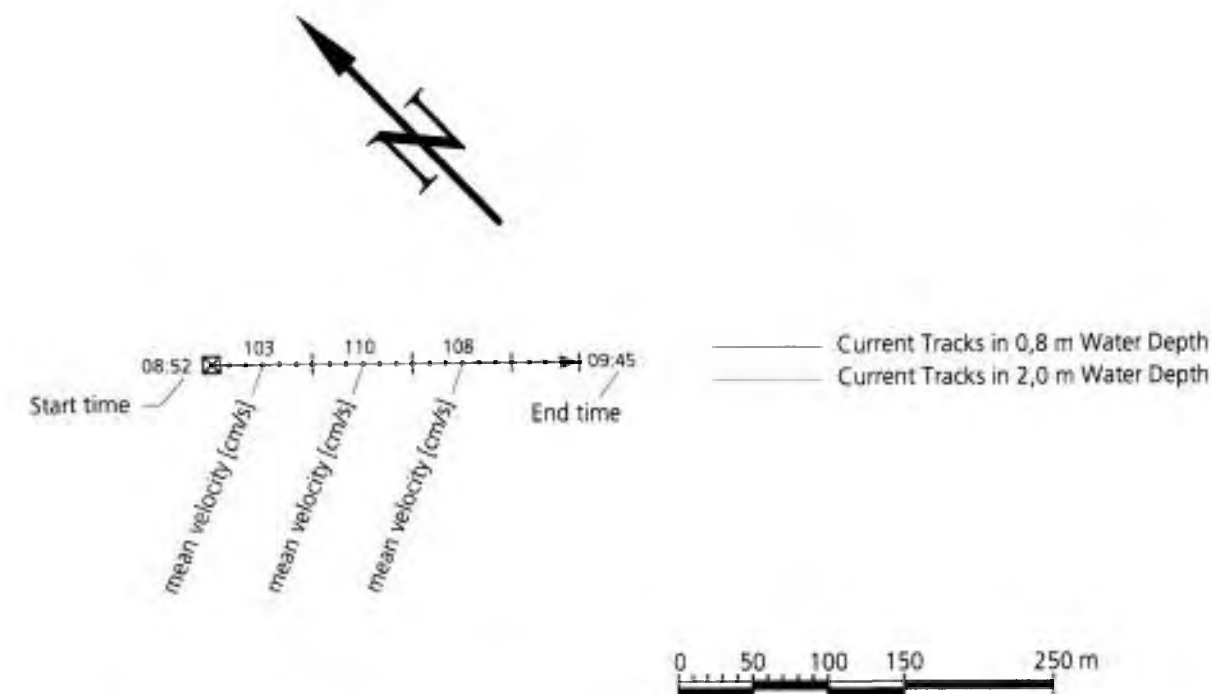 N
103 110 108
08:52 09:45
Start time
End time
mean velocity [cm/s]
mean velocity [cm/s]
mean velocity [cm/s]
Current Tracks in 0,8 m Water Depth
Current Tracks in 2,0 m Water Depth
0 50 100 150 250 m